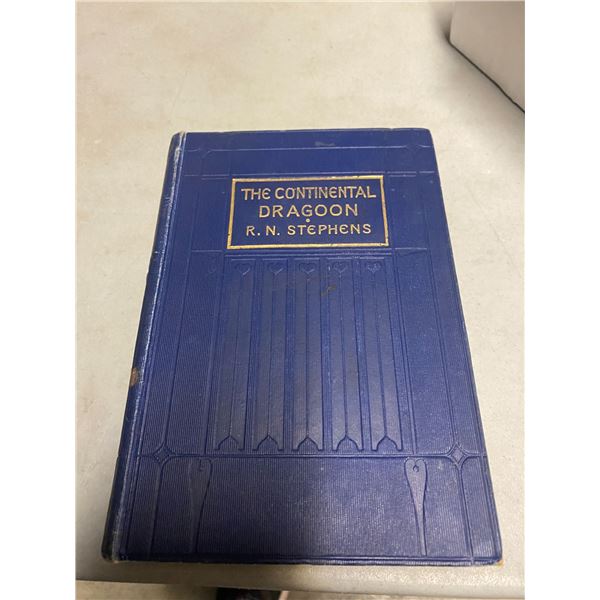 THE CONTINENTAL
DRAGOON
R. N. STEPHENS